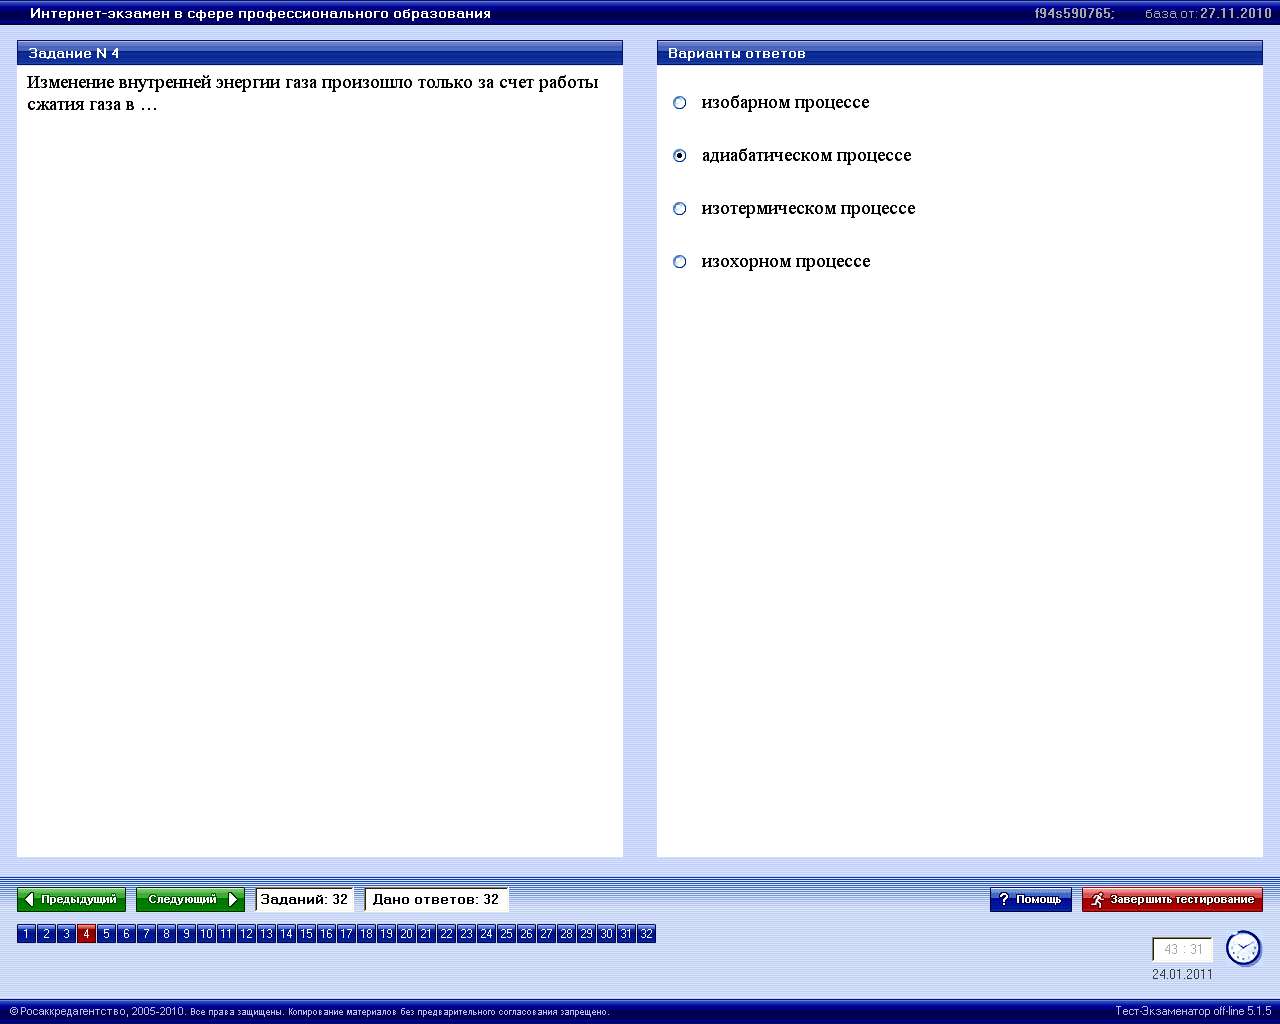 Интернет-экзамен в сфере профессионального образования
f94s590765; база от: 27.11.2010
Задание N 4
Изменение внутренней энергии газа произошло только за счет работы
сжатия газа в …
Варианты ответов
изобарном процессе
адиабатическом процессе
изотермическом процессе
изохорном процессе
Предыдущий Следующий Заданий: 32 Дано ответов: 32 ? Помощь Завершить тестирование
1 2 3 4 5 6 7 8 9 10 11 12 13 14 15 16 17 18 19 20 21 22 23 24 25 26 27 28 29 30 31 32
43 : 31
24.01.2011
© Росаккредагентство, 2005-2010. Все права защищены. Копирование материалов без предварительного согласования запрещено.
Тест-Экзаменатор off-line 5.1.5